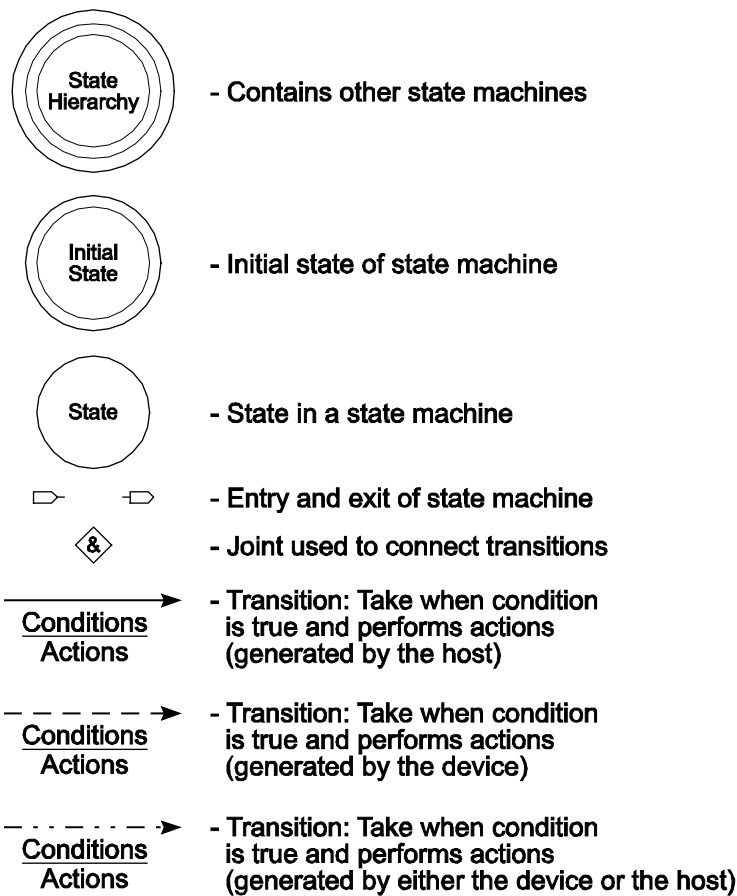 State
Hierarchy
- Contains other state machines
Initial
State
- Initial state of state machine
State
- State in a state machine
- Entry and exit of state machine
&
- Joint used to connect transitions
Conditions
Actions
- Transition: Take when condition
is true and performs actions
(generated by the host)
Conditions
Actions
- Transition: Take when condition
is true and performs actions
(generated by the device)
Conditions
Actions
- Transition: Take when condition
is true and performs actions
(generated by either the device or the host)